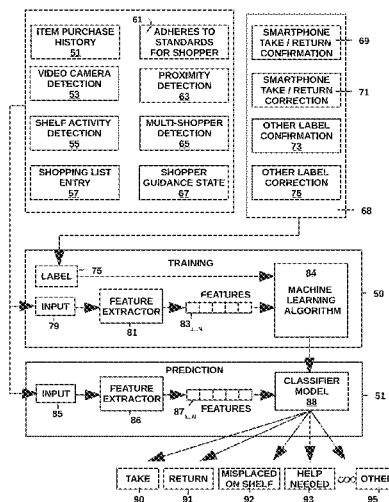 61
ITEM PURCHASE
HISTORY
51
ADHERES TO
STANDARDS
FOR SHOPPER
VIDEO CAMERA
DETECTION
53
PROXIMITY
DETECTION
63
SHELF ACTIVITY
DETECTION
55
MULTI-SHOPPER
DETECTION
65
SHOPPING LIST
ENTRY
57
SHOPPER
GUIDANCE STATE
67
SMARTPHONE
TAKE / RETURN
CONFIRMATION
69
SMARTPHONE
TAKE / RETURN
CORRECTION
71
OTHER LABEL
CONFIRMATION
73
OTHER LABEL
CORRECTION
75
68
TRAINING
LABEL
75
INPUT
79
FEATURE
EXTRACTOR
81
FEATURES
83
84
MACHINE
LEARNING
ALGORITHM
59
PREDICTION
INPUT
85
FEATURE
EXTRACTOR
86
87
FEATURES
CLASSIFIER
MODEL
88
51
TAKE
90
RETURN
91
MISPLACED
ON SHELF
92
HELP
NEEDED
93
OTHER
95